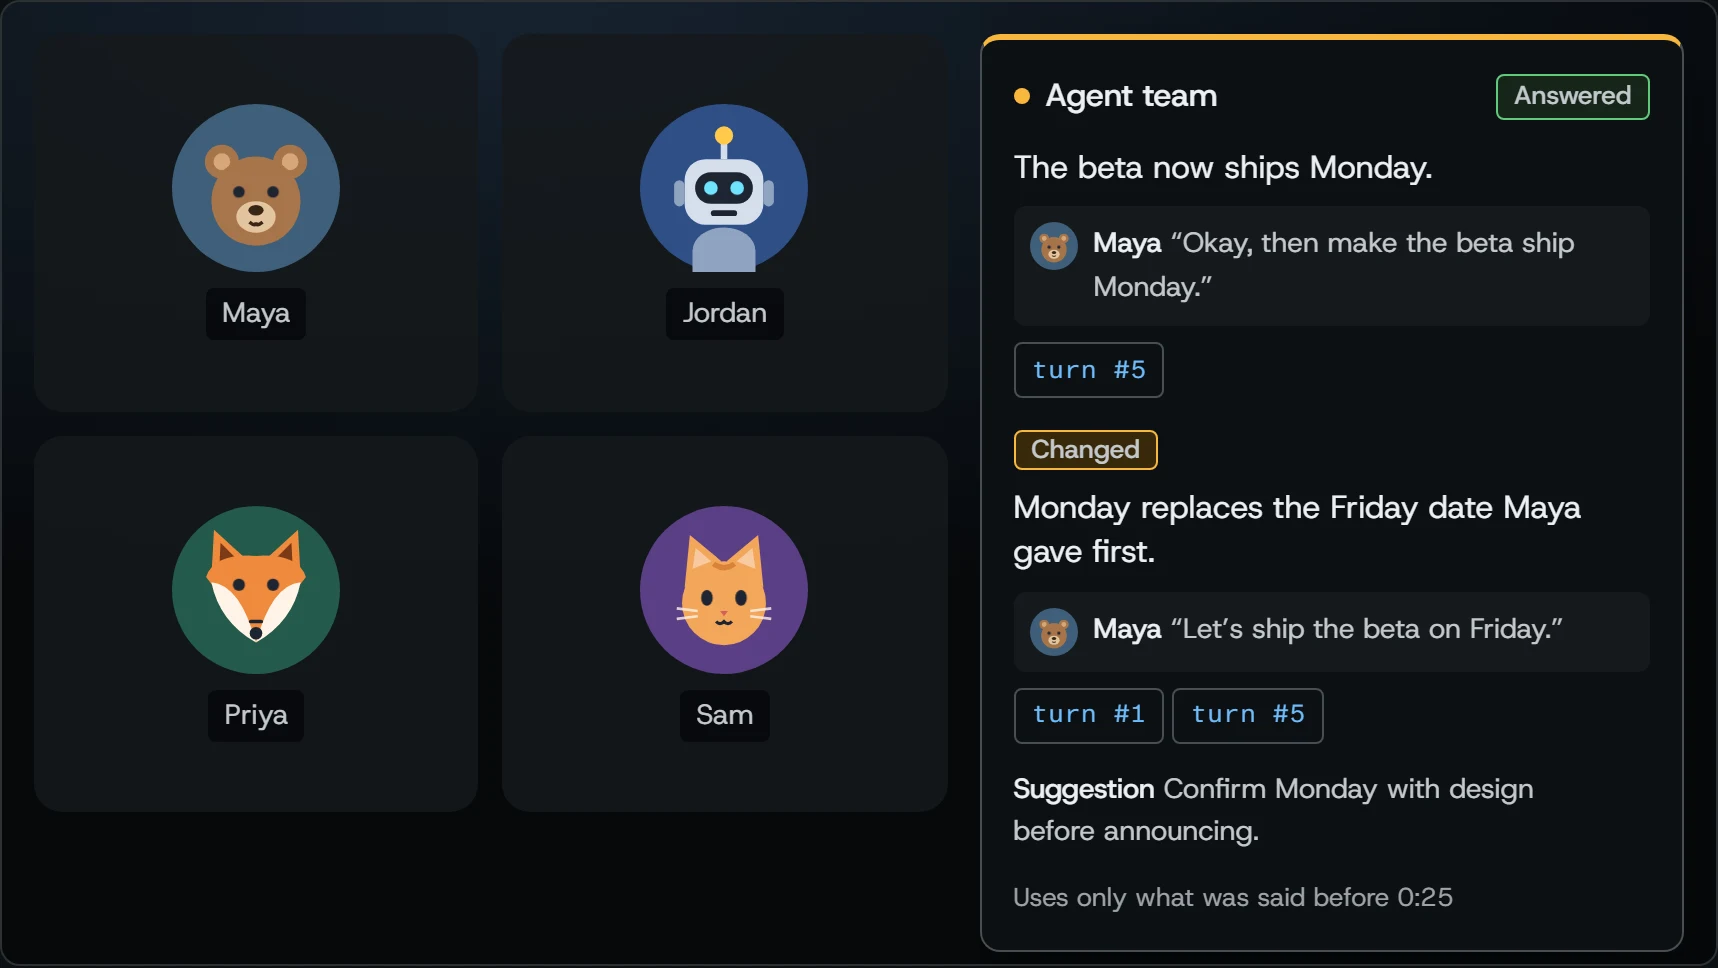 Maya
Jordan
Priya
Sam
Agent team
Answered
The beta now ships Monday.
Maya “Okay, then make the beta ship
Monday.”
turn #5
Changed
Monday replaces the Friday date Maya
gave first.
Maya “Let’s ship the beta on Friday.”
turn #1
turn #5
Suggestion Confirm Monday with design
before announcing.
Uses only what was said before 0:25